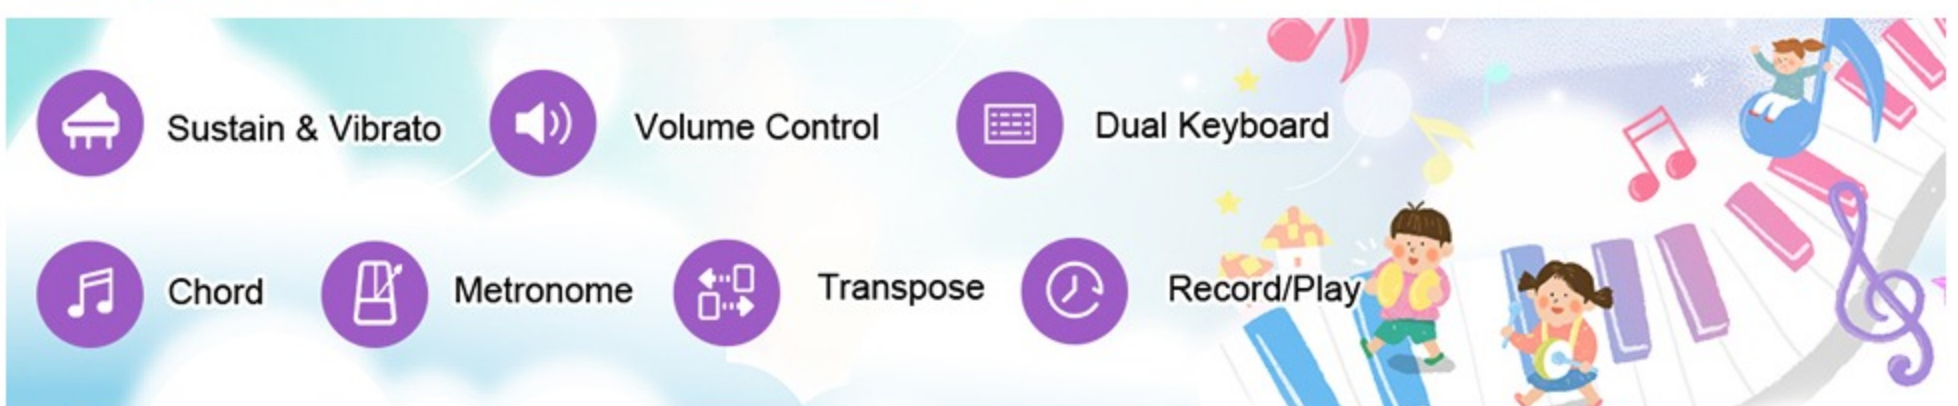 Sustain & Vibrato
Volume Control
Dual Keyboard
Chord
Metronome
Transpose
Record/Play